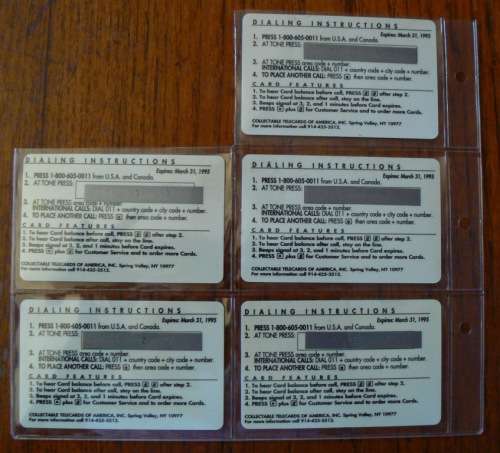 DIALING INSTRUCTIONS
Expires: March 31, 1995
1. PRESS 1-800-605-0011 from U.S.A. and Canada.
2. AT TONE PRESS:
3. AT TONE PRESS area code + number.
INTERNATIONAL CALLS: DIAL 011 + country code + city code + number.
4. TO PLACE ANOTHER CALL: PRESS * then area code + number.
CARD FEATURES
1. To hear Card balance before call, PRESS # # after step 2.
2. To hear Card balance after call, stay on the line.
3. Beeps signal at 3, 2, and 1 minutes before Card expires.
4. PRESS * plus # for Customer Service and to order more Cards.
COLLECTABLE TELECARDS OF AMERICA, INC. Spring Valley, NY 10977
For more information call
DIALING INSTRUCTIONS
Expires: March 31, 1995
1. PRESS 1-800-605-0011 from U.S.A. and Canada.
2. AT TONE PRESS:
3. AT TONE PRESS area code + number.
INTERNATIONAL CALLS: DIAL 011 + country code + city code + number.
4. TO PLACE ANOTHER CALL: PRESS * then area code + number.
CARD FEATURES
1. To hear Card balance before call, PRESS # # after step 2.
2. To hear Card balance after call, stay on the line.
3. Beeps signal at 3, 2, and 1 minutes before Card expires.
4. PRESS * plus # for Customer Service and to order more Cards.
COLLECTABLE TELECARDS OF AMERICA, INC. Spring Valley, NY 10977
For more information call
DIALING INSTRUCTIONS
Expires: March 31, 1995
1. PRESS 1-800-605-0011 from U.S.A. and Canada.
2. AT TONE PRESS:
3. AT TONE PRESS area code + number.
INTERNATIONAL CALLS: DIAL 011 + country code + city code + number.
4. TO PLACE ANOTHER CALL: PRESS * then area code + number.
CARD FEATURES
1. To hear Card balance before call, PRESS # # after step 2.
2. To hear Card balance after call, stay on the line.
3. Beeps signal at 3, 2, and 1 minutes before Card expires.
4. PRESS * plus # for Customer Service and to order more Cards.
COLLECTABLE TELECARDS OF AMERICA, INC. Spring Valley, NY 10977
For more information call
DIALING INSTRUCTIONS
Expires: March 31, 1995
1. PRESS 1-800-605-0011 from U.S.A. and Canada.
2. AT TONE PRESS:
3. AT TONE PRESS area code + number.
INTERNATIONAL CALLS: DIAL 011 + country code + city code + number.
4. TO PLACE ANOTHER CALL: PRESS * then area code + number.
CARD FEATURES
1. To hear Card balance before call, PRESS # # after step 2.
2. To hear Card balance after call, stay on the line.
3. Beeps signal at 3, 2, and 1 minutes before Card expires.
4. PRESS * plus # for Customer Service and to order more Cards.
COLLECTABLE TELECARDS OF AMERICA, INC. Spring Valley, NY 10977
For more information call
DIALING INSTRUCTIONS
Expires: March 31, 1995
1. PRESS 1-800-605-0011 from U.S.A. and Canada.
2. AT TONE PRESS:
3. AT TONE PRESS area code + number.
INTERNATIONAL CALLS: DIAL 011 + country code + city code + number.
4. TO PLACE ANOTHER CALL: PRESS * then area code + number.
CARD FEATURES
1. To hear Card balance before call, PRESS # # after step 2.
2. To hear Card balance after call, stay on the line.
3. Beeps signal at 3, 2, and 1 minutes before Card expires.
4. PRESS * plus # for Customer Service and to order more Cards.
COLLECTABLE TELECARDS OF AMERICA, INC. Spring Valley, NY 10977
For more information call